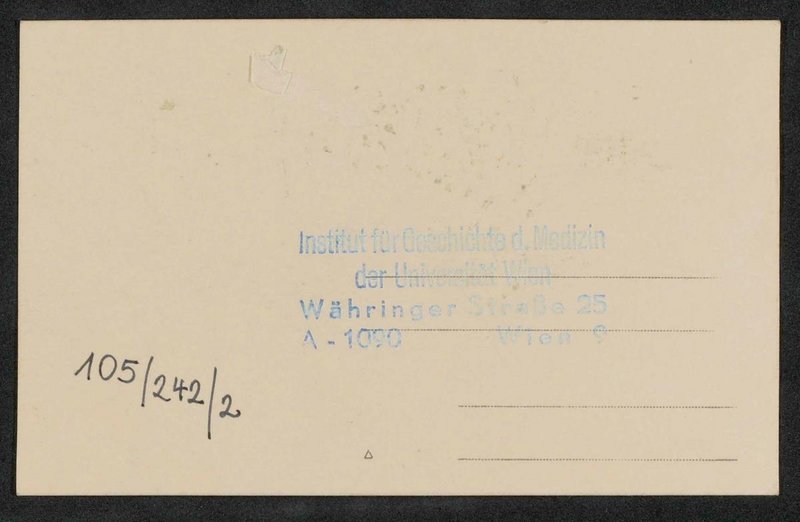 Institut für Geschichte d. Medizin
der Universität Wien
Währinger Straße 25
A - 1090 Wien 9
105/242/2